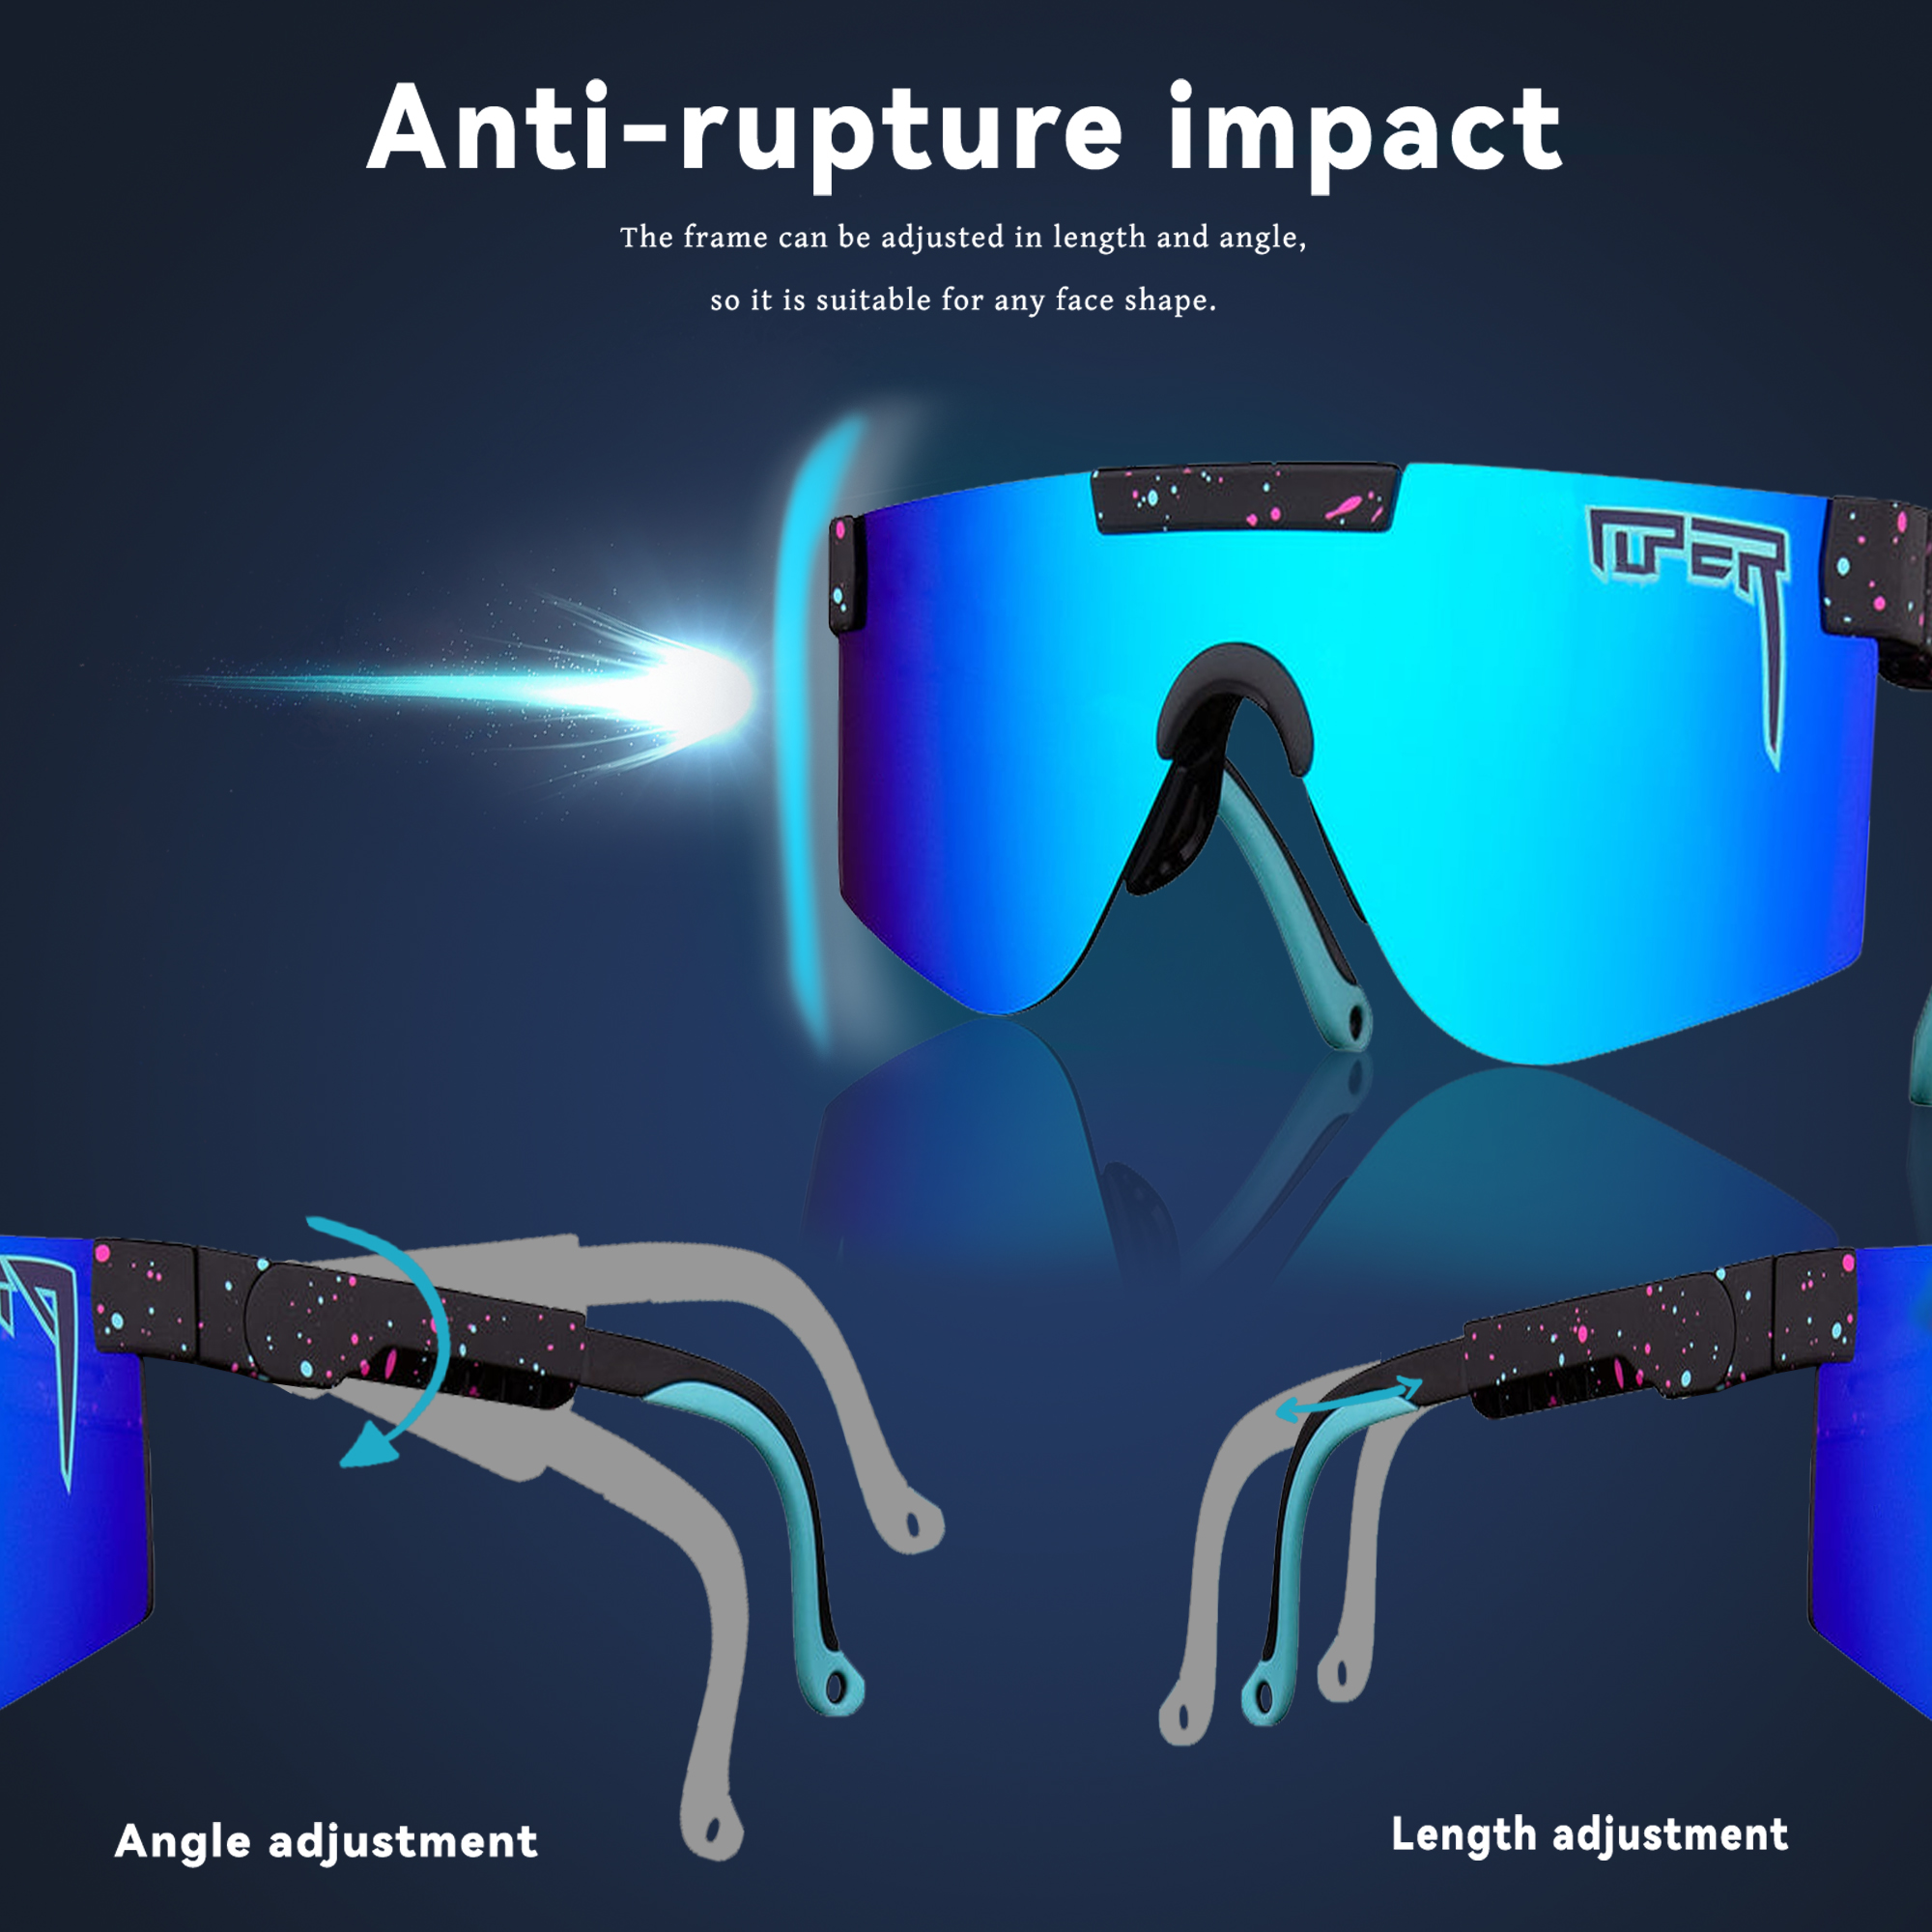 Anti-rupture impact
The frame can be adjusted in length and angle,
so it is suitable for any face shape.
VIPER
Angle adjustment
Length adjustment